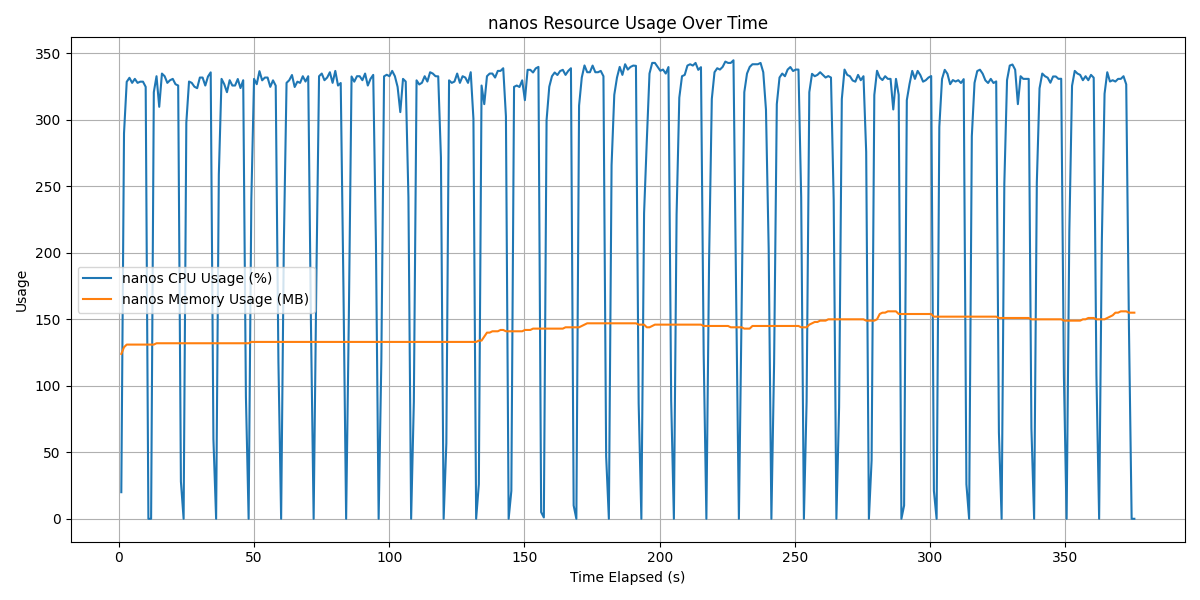 nanos Resource Usage Over Time
350
300
250
200
150
100
50
0
Usage
nanos CPU Usage (%)
nanos Memory Usage (MB)
0 50 100 150 200 250 300 350
Time Elapsed (s)